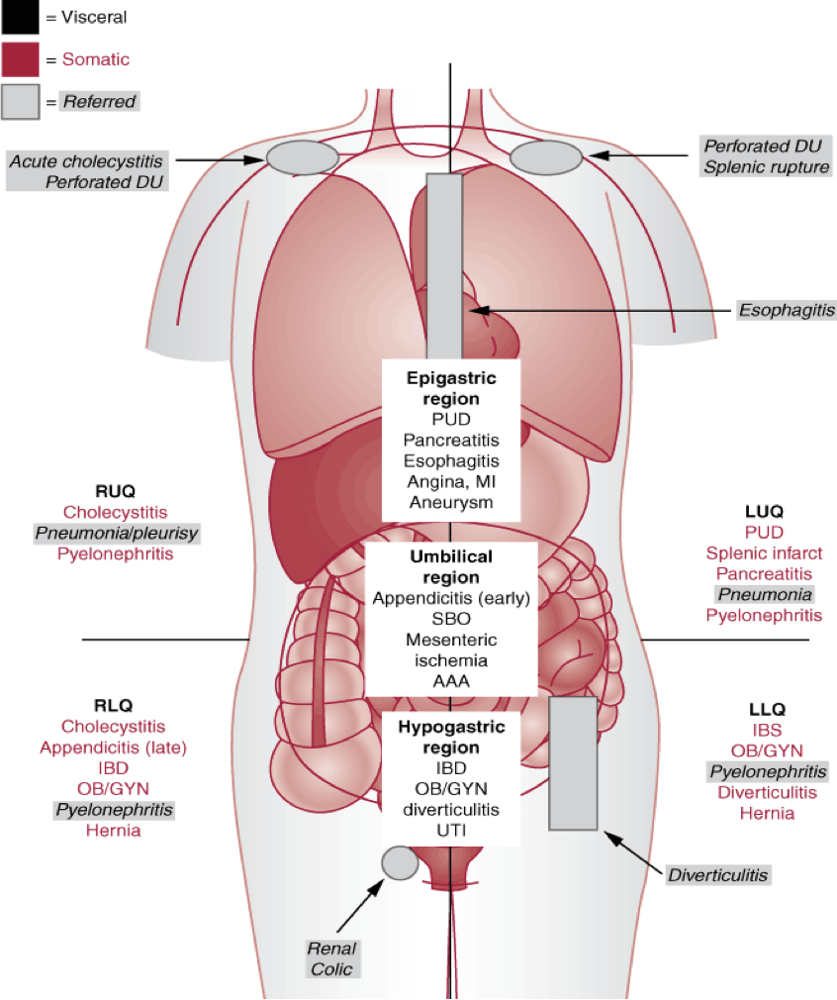 = Visceral
= Somatic
= Referred
Acute cholecystitis
Perforated DU
Perforated DU
Splenic rupture
Esophagitis
Epigastric
region
PUD
Pancreatitis
Esophagitis
Angina, MI
Aneurysm
RUQ
Cholecystitis
Pneumonia/pleurisy
Pyelonephritis
LUQ
PUD
Splenic infarct
Pancreatitis
Pneumonia
Pyelonephritis
Umbilical
region
Appendicitis (early)
SBO
Mesenteric
ischemia
AAA
RLQ
Cholecystitis
Appendicitis (late)
IBD
OB/GYN
Pyelonephritis
Hernia
Hypogastric
region
IBD
OB/GYN
diverticulitis
UTI
LLQ
IBS
OB/GYN
Pyelonephritis
Diverticulitis
Hernia
Diverticulitis
Renal
Colic